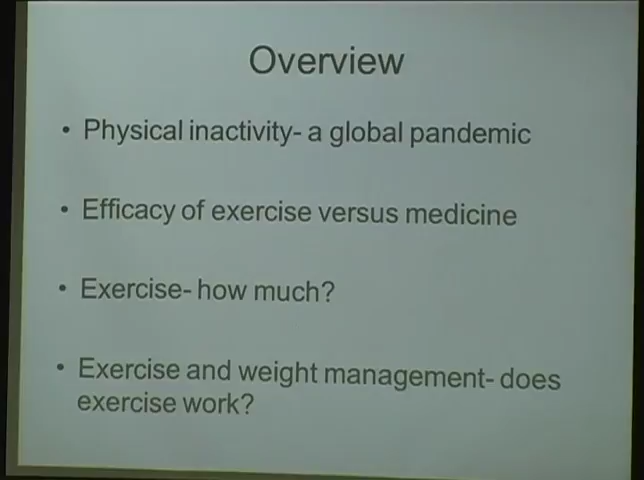 Overview
• Physical inactivity- a global pandemic
• Efficacy of exercise versus medicine
• Exercise- how much?
• Exercise and weight management- does
exercise work?